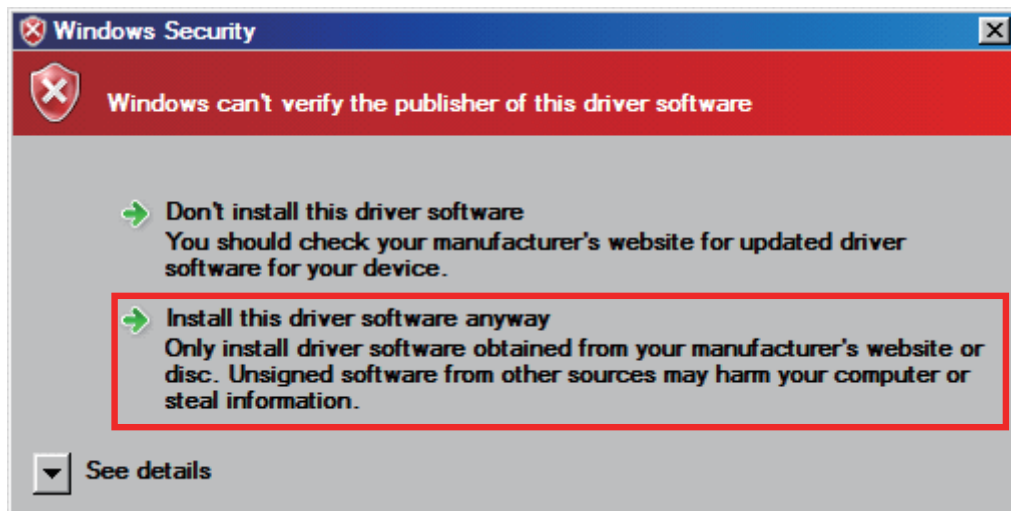 Windows Security
Windows can't verify the publisher of this driver software
Don't install this driver software
You should check your manufacturer's website for updated driver
software for your device.
Install this driver software anyway
Only install driver software obtained from your manufacturer's website or
disc. Unsigned software from other sources may harm your computer or
steal information.
See details